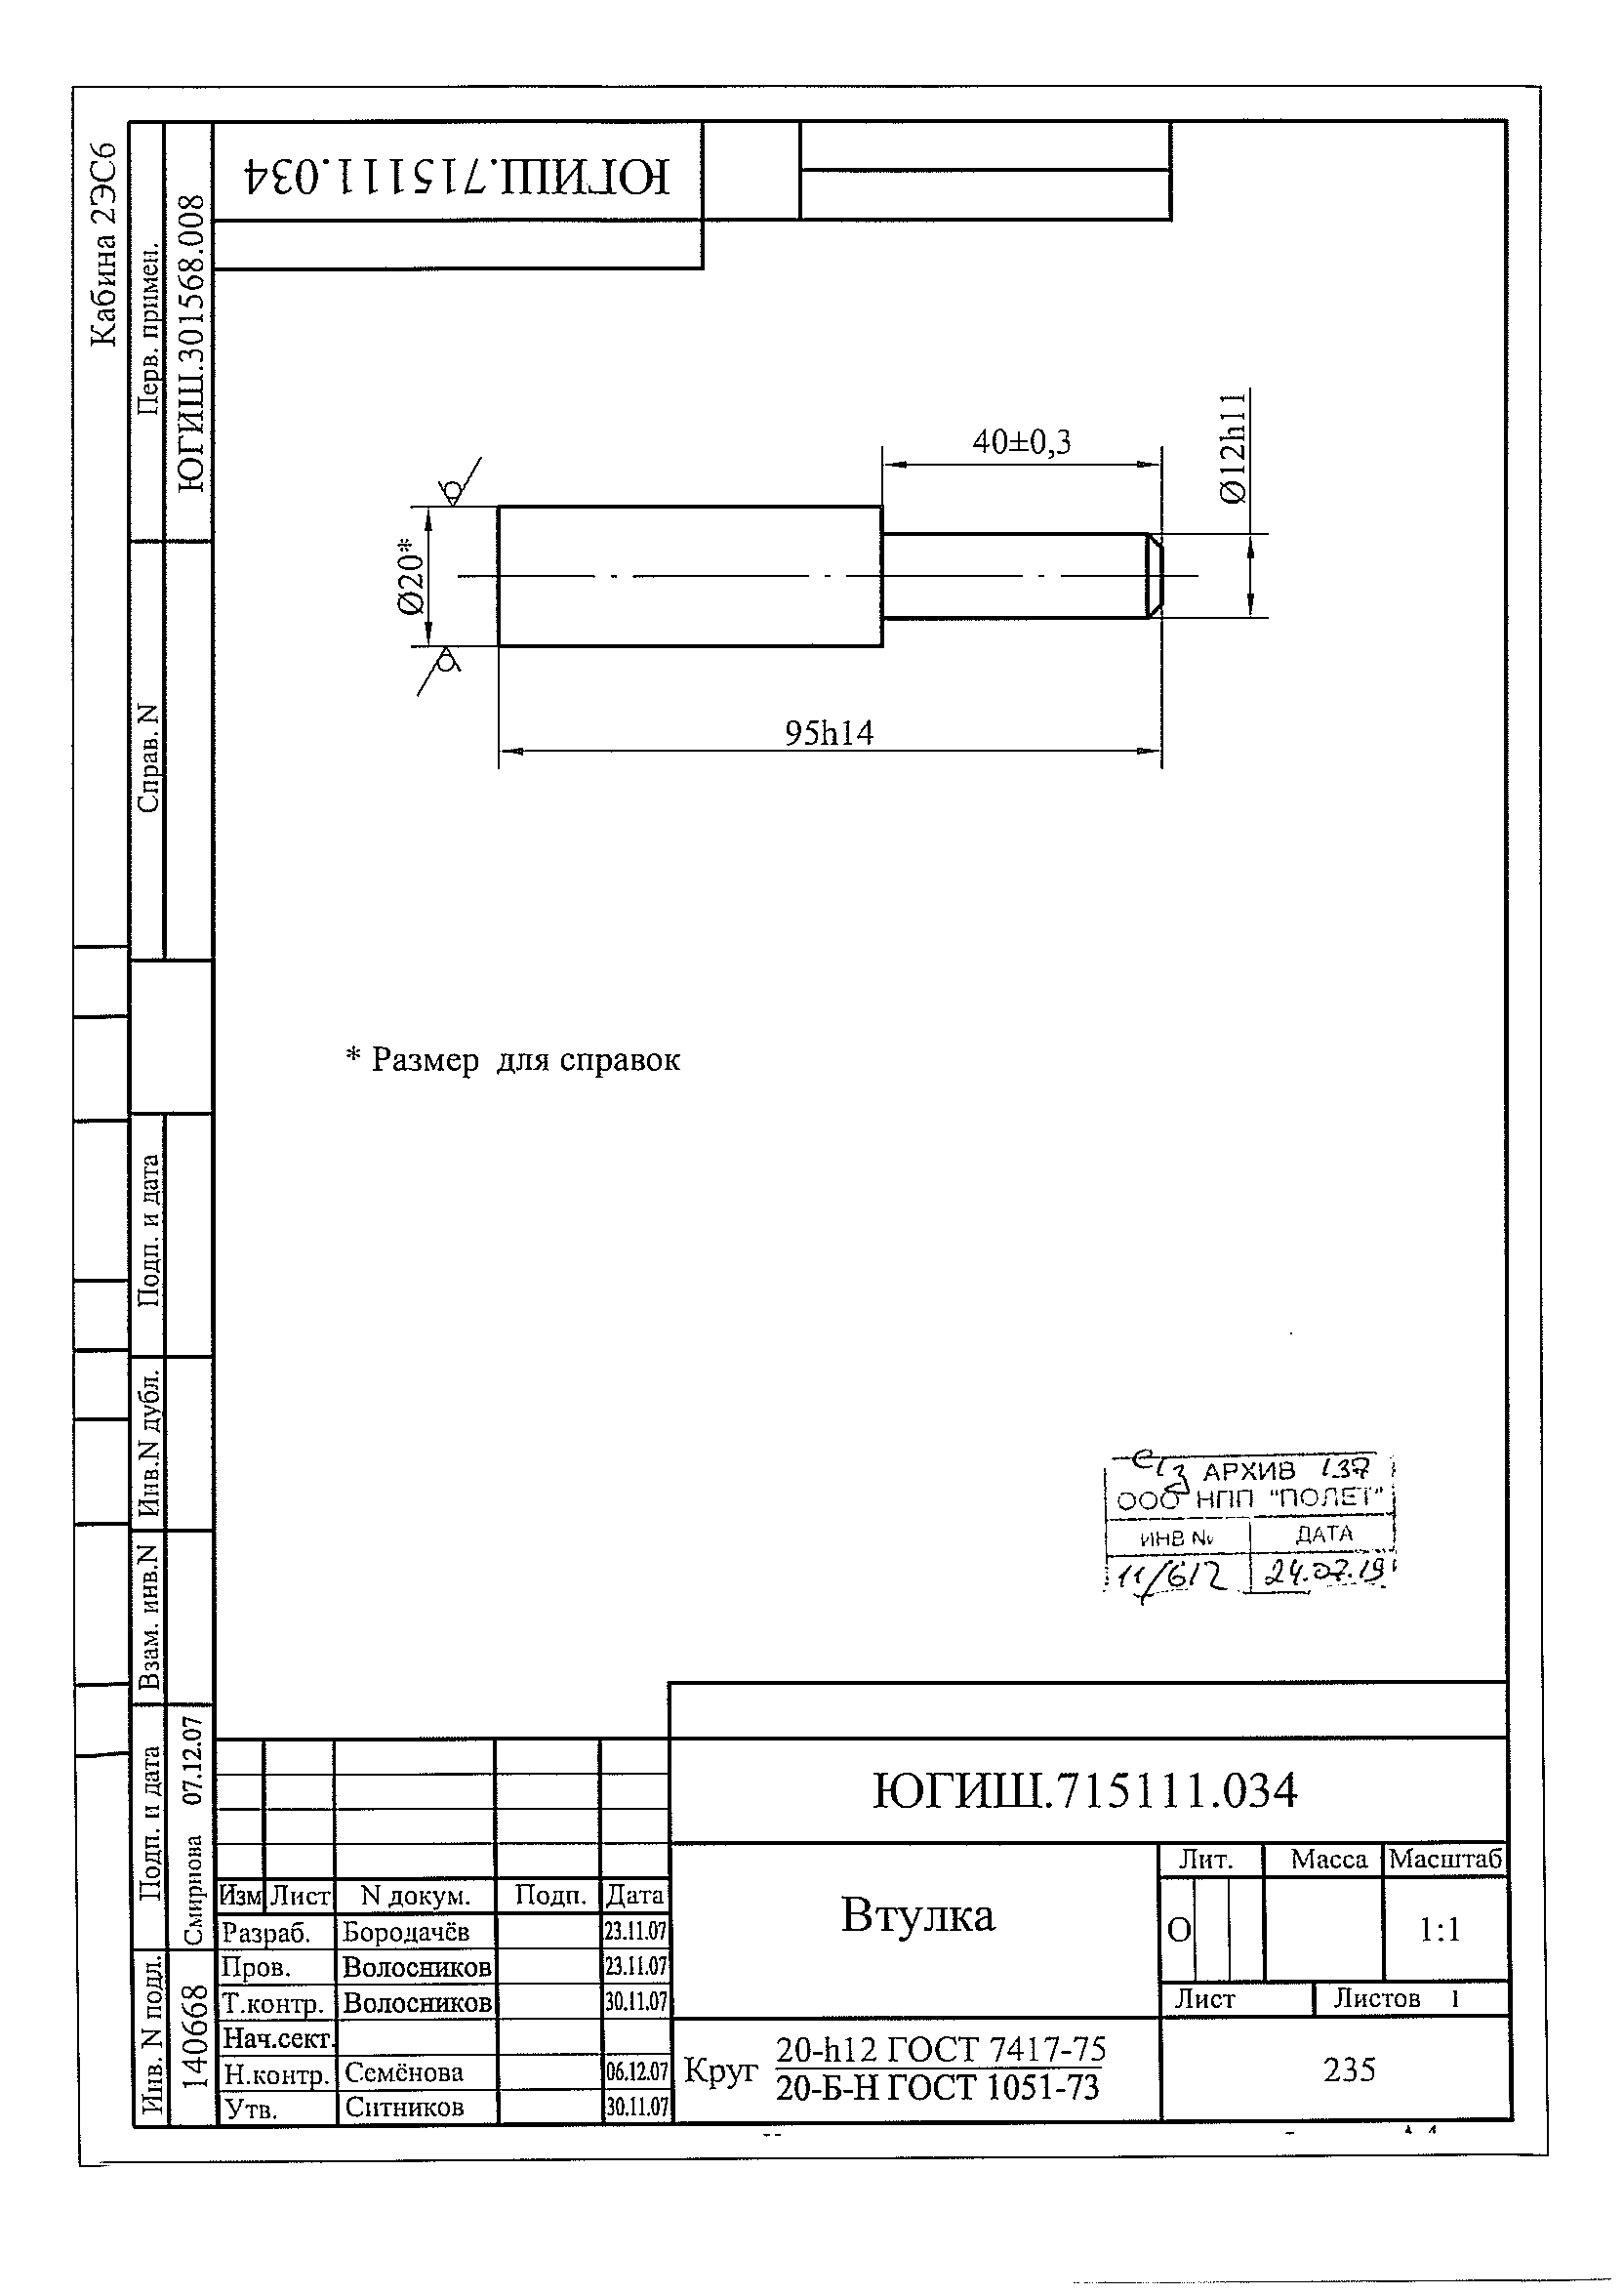 Кабина 2ЭС6
Перв. примен.
ЮГИШ.301568.008
Справ. N
Подп. и дата
Инв.N дубл.
Взам. инв.N
Подп. и дата
Смирнова 07.12.07
Инв. N подл.
140668
ЮГИШ.715111.034
40±0,3
Ø12h11
Ø20*
95h14
* Размер для справок
АРХИВ 137
ООО НПП "ПОЛЕТ"
ИНВ № ДАТА
11/612 24.07.19
ЮГИШ.715111.034
Изм Лист N докум. Подп. Дата
Разраб. Бородачёв 23.11.07
Пров. Волосников 23.11.07
Т.контр. Волосников 30.11.07
Нач.сект.
Н.контр. Семёнова 06.12.07
Утв. Ситников 30.11.07
Втулка
Лит. Масса Масштаб
О 1:1
Лист Листов 1
Круг 20-h12 ГОСТ 7417-75
20-Б-Н ГОСТ 1051-73
235